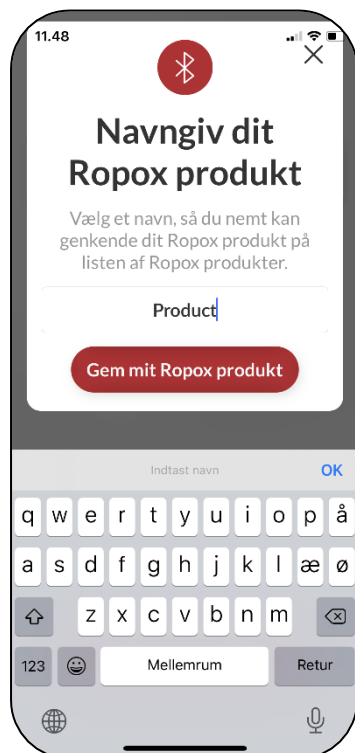 11.48
Navngiv dit
Ropox produkt
Vælg et navn, så du nemt kan
genkende dit Ropox produkt på
listen af Ropox produkter.
Product
Gem mit Ropox produkt
Indtast navn OK
q w e r t y u i o p å
a s d f g h j k l æ ø
z x c v b n m
123 Mellemrum Retur